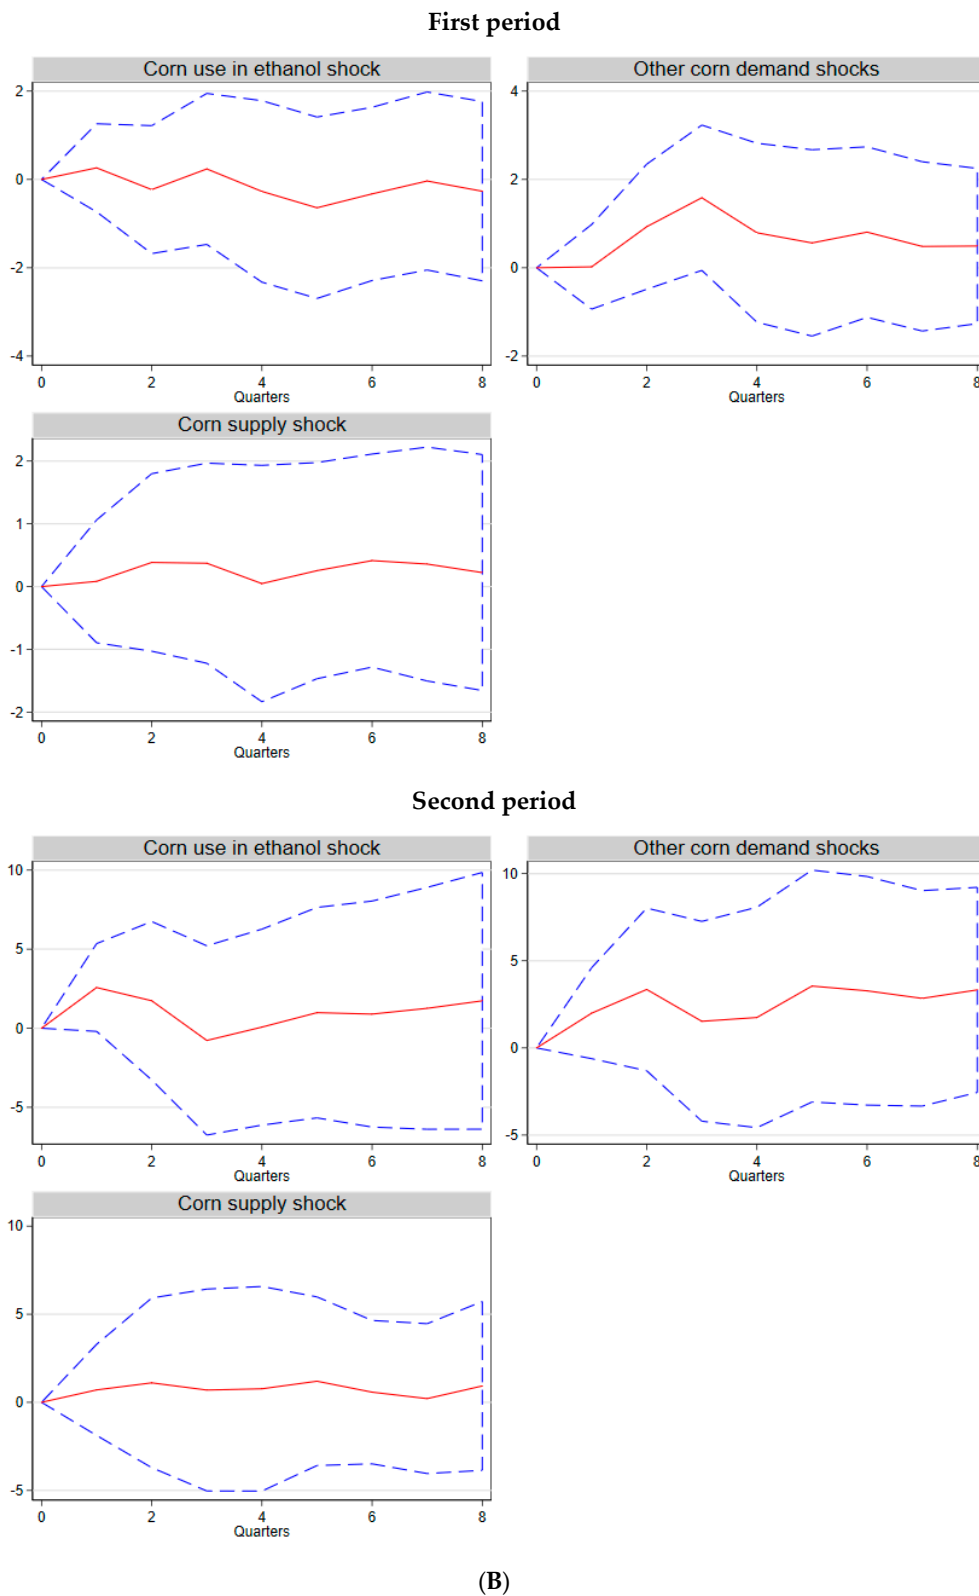 First period
Corn use in ethanol shock
2
0
-2
-4
0 2 4 6 8
Quarters
Other corn demand shocks
4
2
0
-2
0 2 4 6 8
Quarters
Corn supply shock
2
1
0
-1
-2
0 2 4 6 8
Quarters
Second period
Corn use in ethanol shock
10
5
0
-5
0 2 4 6 8
Quarters
Other corn demand shocks
10
5
0
-5
0 2 4 6 8
Quarters
Corn supply shock
10
5
0
-5
0 2 4 6 8
Quarters
(B)